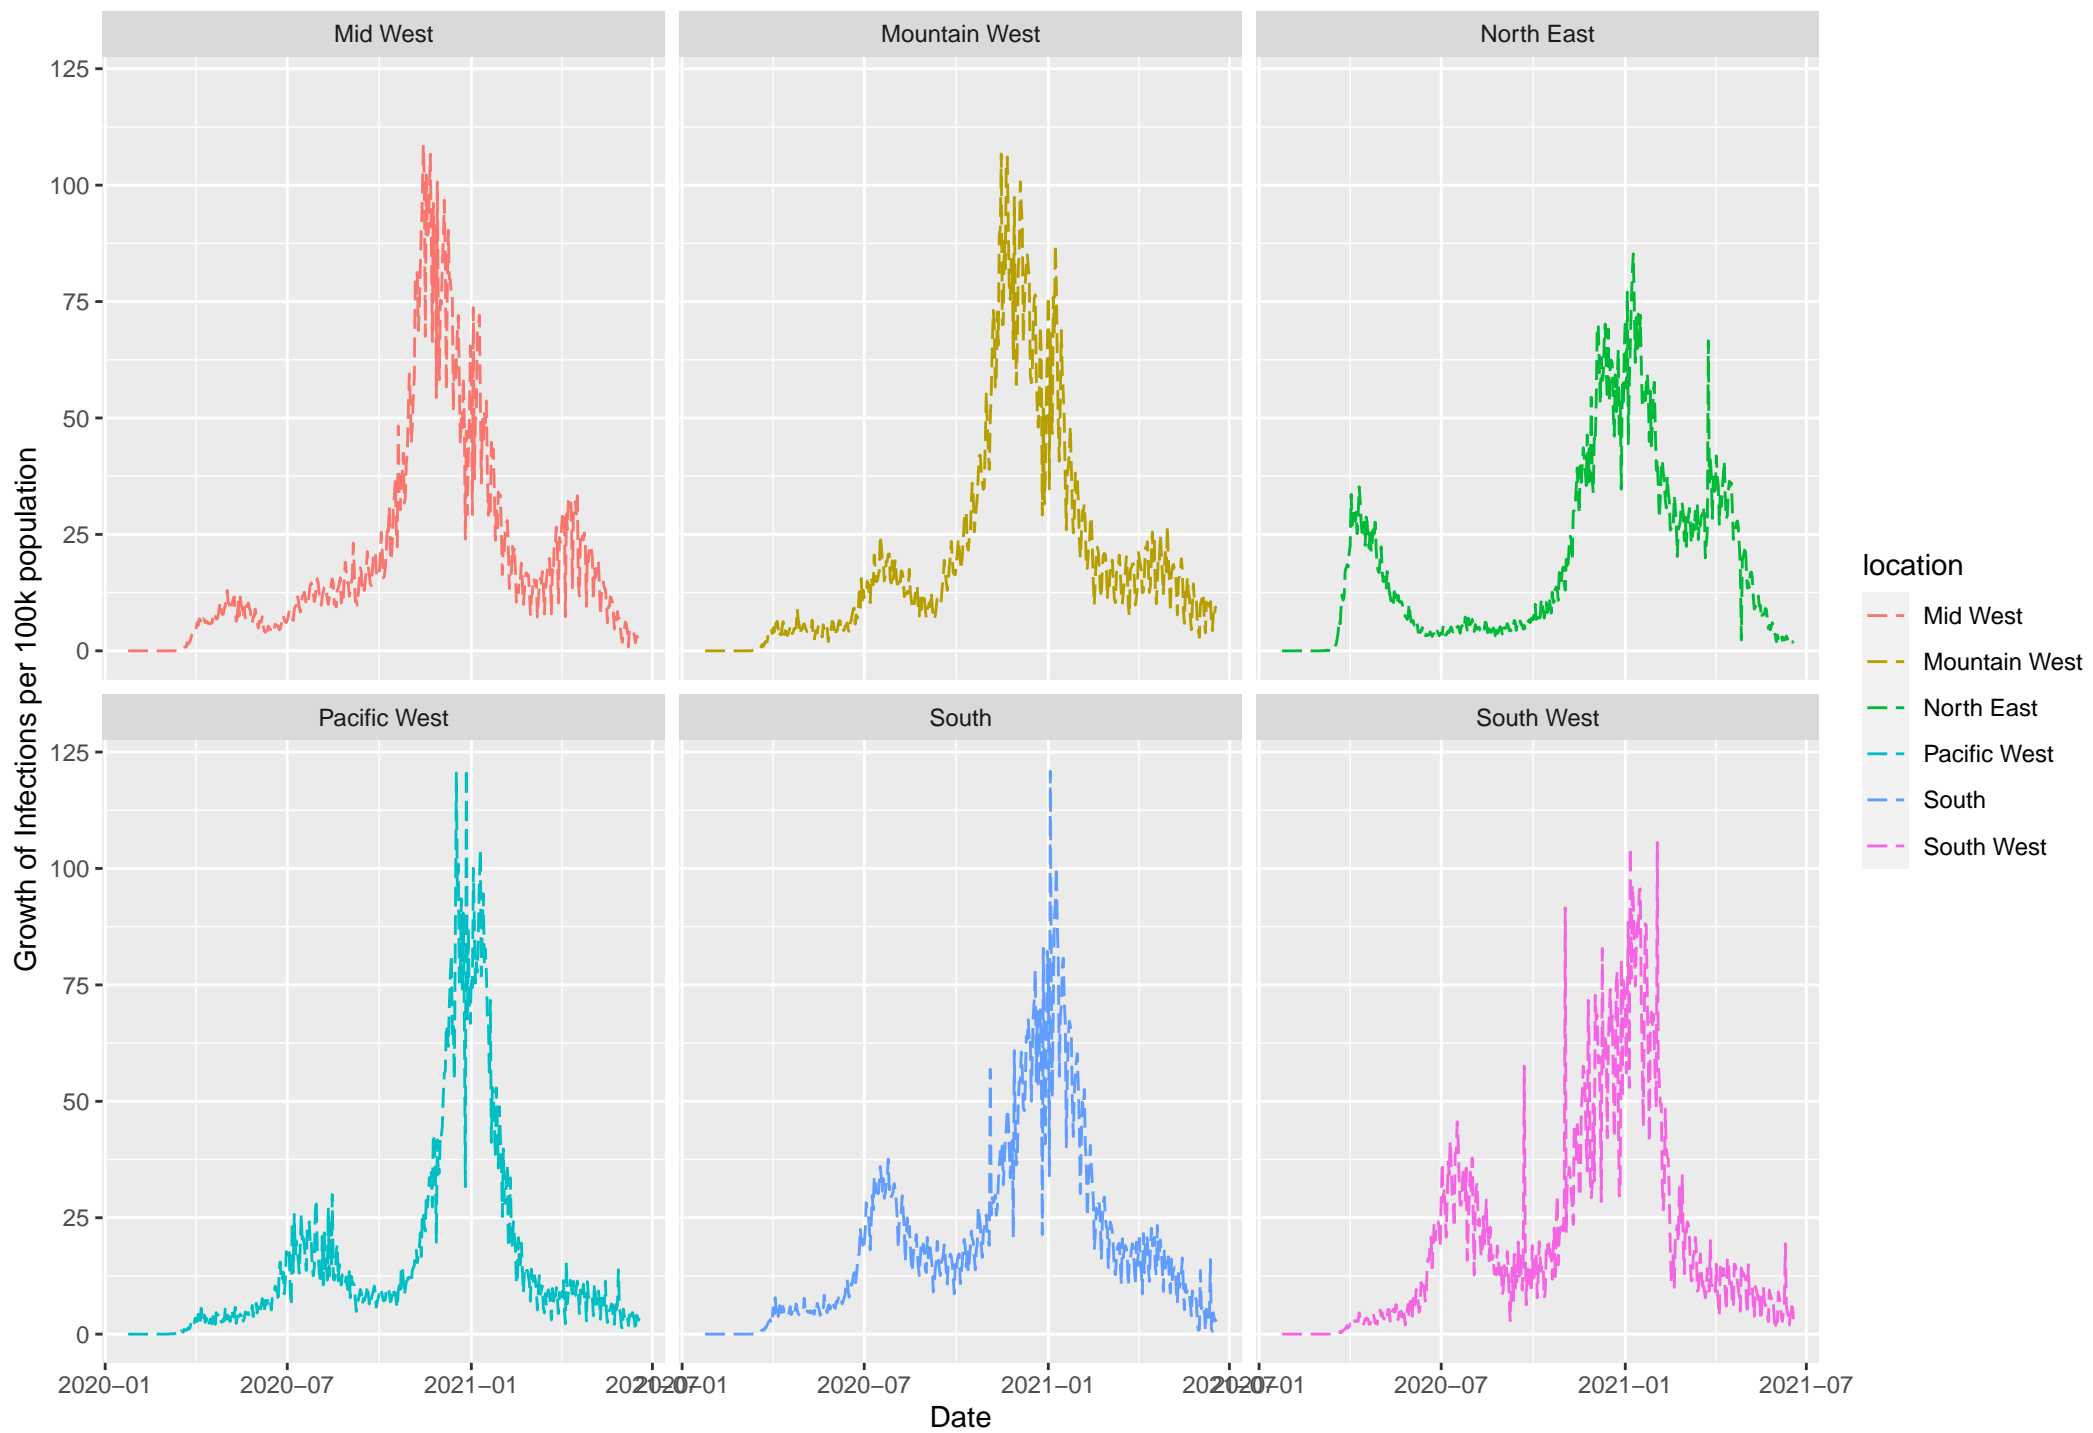 Mid West
Mountain West
North East
125
100
75
50
25
0
Pacific West
South
South West
125
100
75
50
25
0
2020–01
2020–07
2021–01
2021–07
2020–01
2020–07
2021–01
2021–07
2020–01
2020–07
2021–01
2021–07
Date
Growth of Infections per 100k population
location
Mid West
Mountain West
North East
Pacific West
South
South West